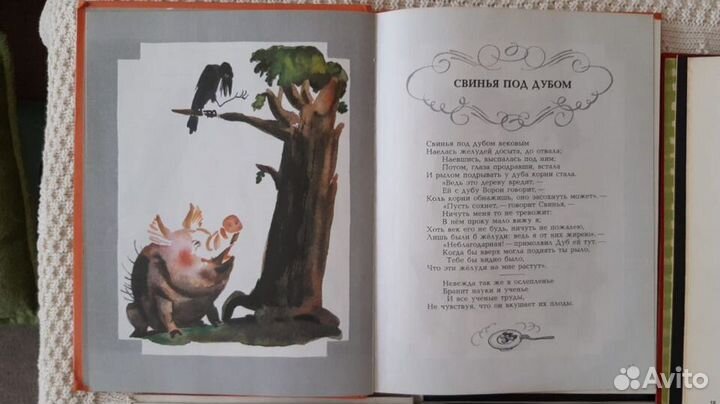 СВИНЬЯ ПОД ДУБОМ
Свинья под дубом вековым
Наелась желудей досыта, до отвала;
Наевшись, выспалась под ним;
Потом, глаза продравши, встала
И рылом подрывать у дуба корни стала.
«Ведь это дереву вредит,—
Ей с дубу Ворон говорит,—
Коль корни обнажишь, оно засохнуть может».—
«Пусть сохнет,— говорит Свинья,—
Ничуть меня то не тревожит:
В нём проку мало вижу я;
Хоть век его не будь, ничуть не пожалею,
Лишь были б жёлуди: ведь я от них жирею».—
«Неблагодарная!— примолвил Дуб ей тут,—
Когда бы вверх могла поднять ты рыло,
Тебе бы видно было,
Что эти жёлуди на мне растут».
Невежда так же в ослепленье
Бранит науки и ученье
И все учёные труды,
Не чувствуя, что он вкушает их плоды.
Avito